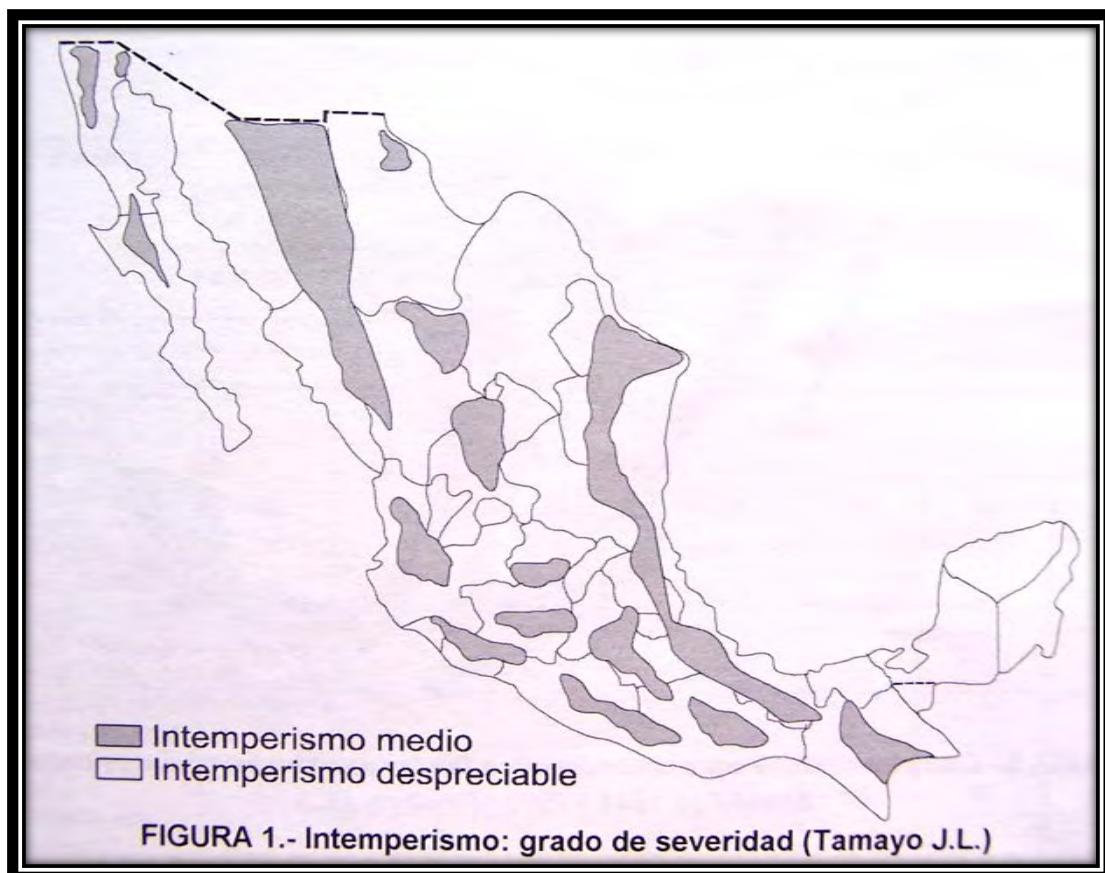 Intemperismo medio
Intemperismo despreciable
FIGURA 1.- Intemperismo: grado de severidad (Tamayo J.L.)